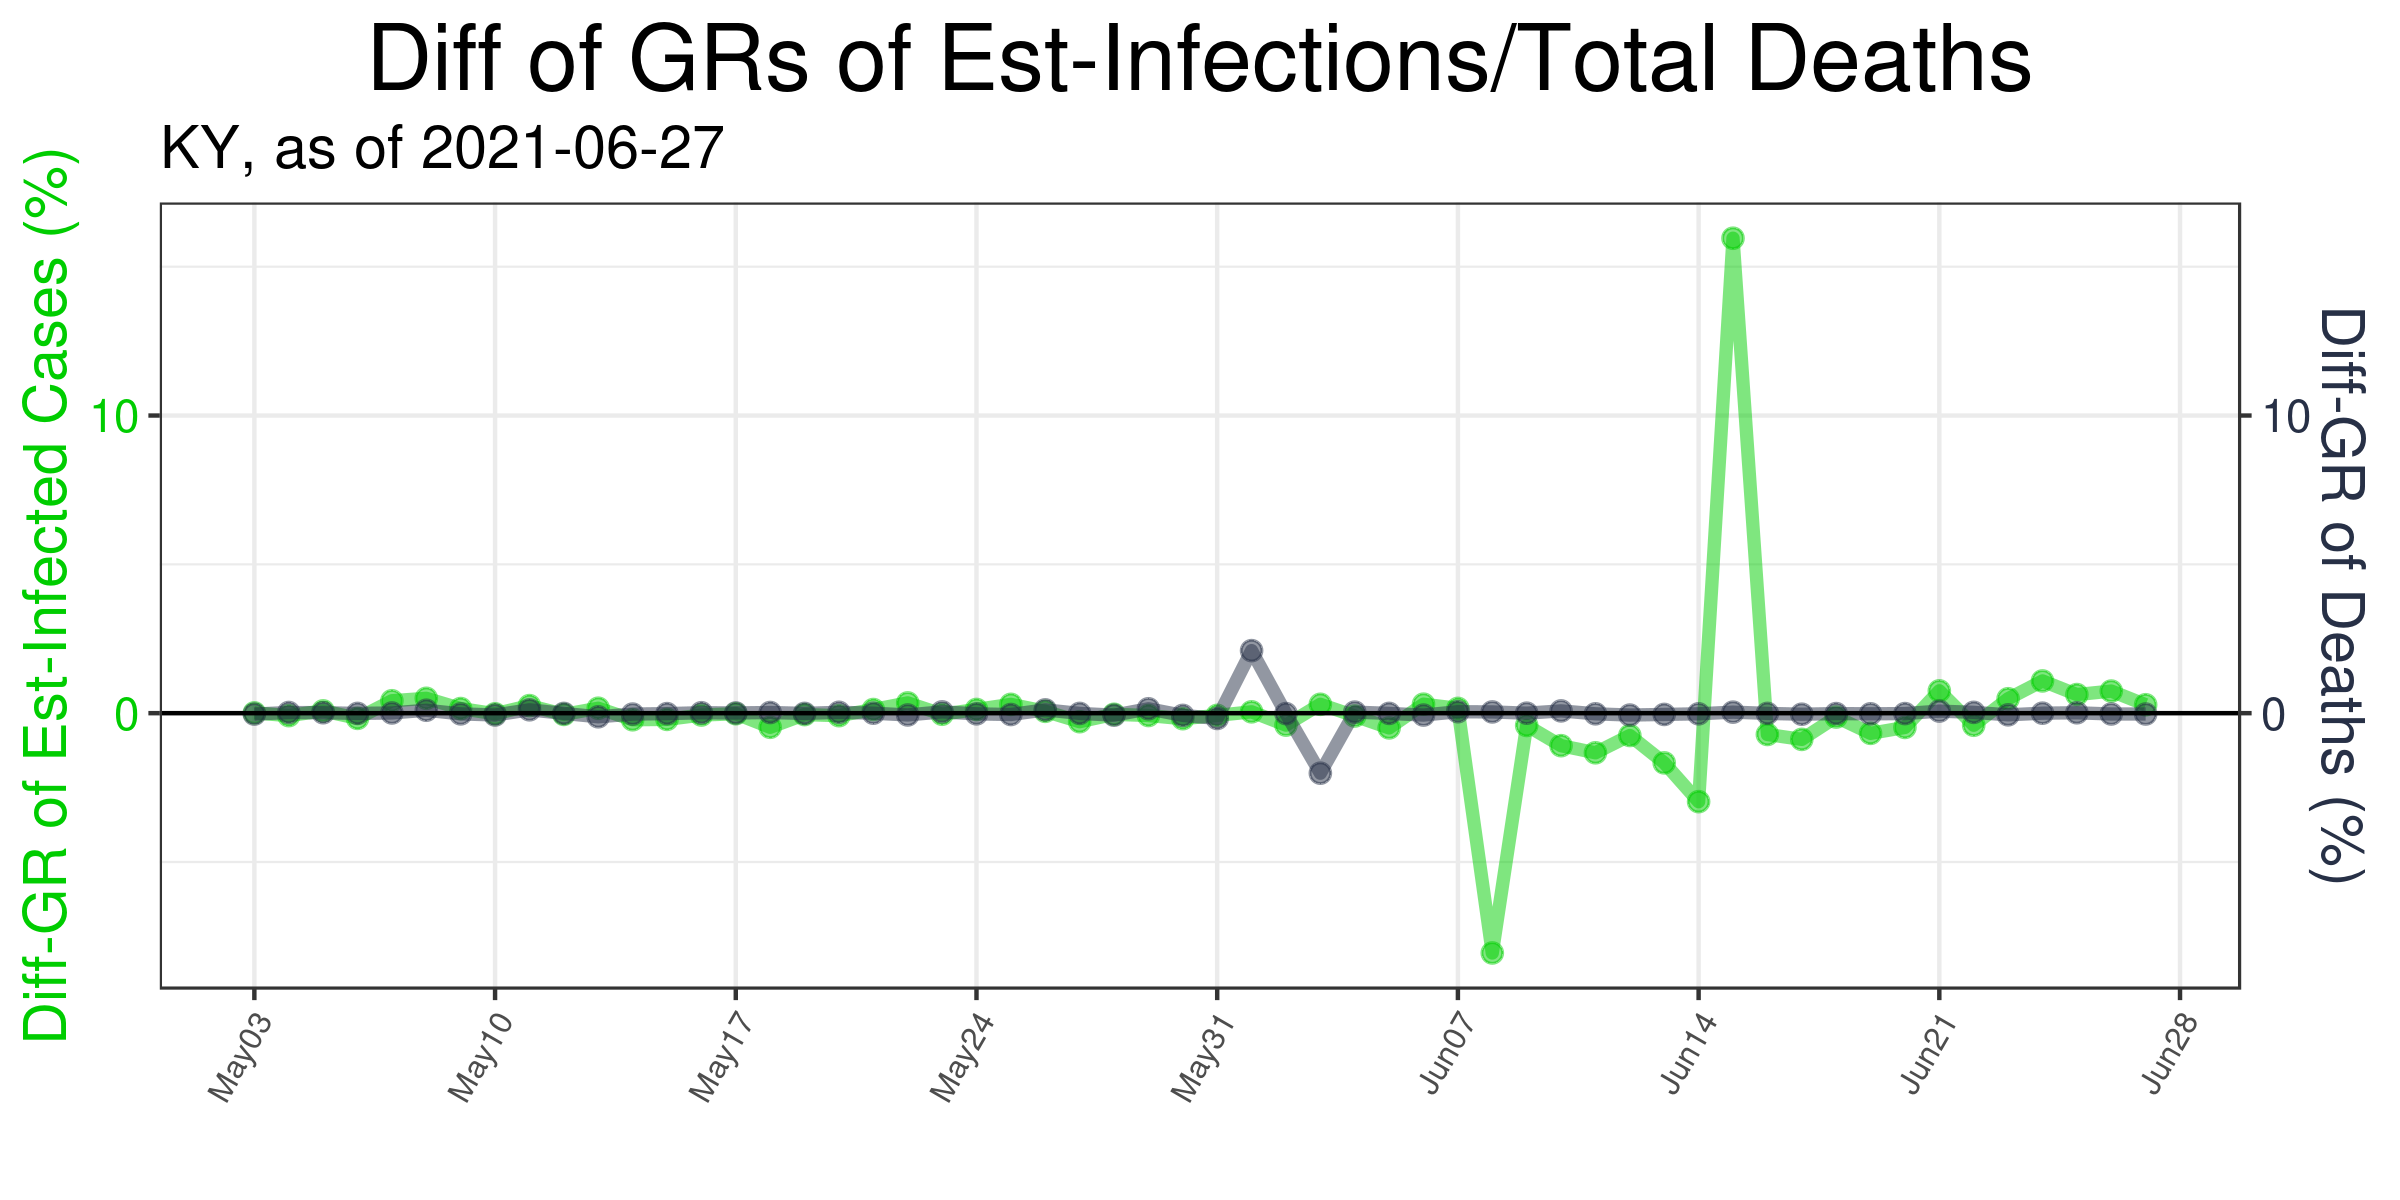 Diff of GRs of Est-Infections/Total Deaths
KY, as of 2021-06-27
Diff-GR of Est-Infected Cases (%)
10
0
10
0
Diff-GR of Deaths (%)
May03
May10
May17
May24
May31
Jun07
Jun14
Jun21
Jun28